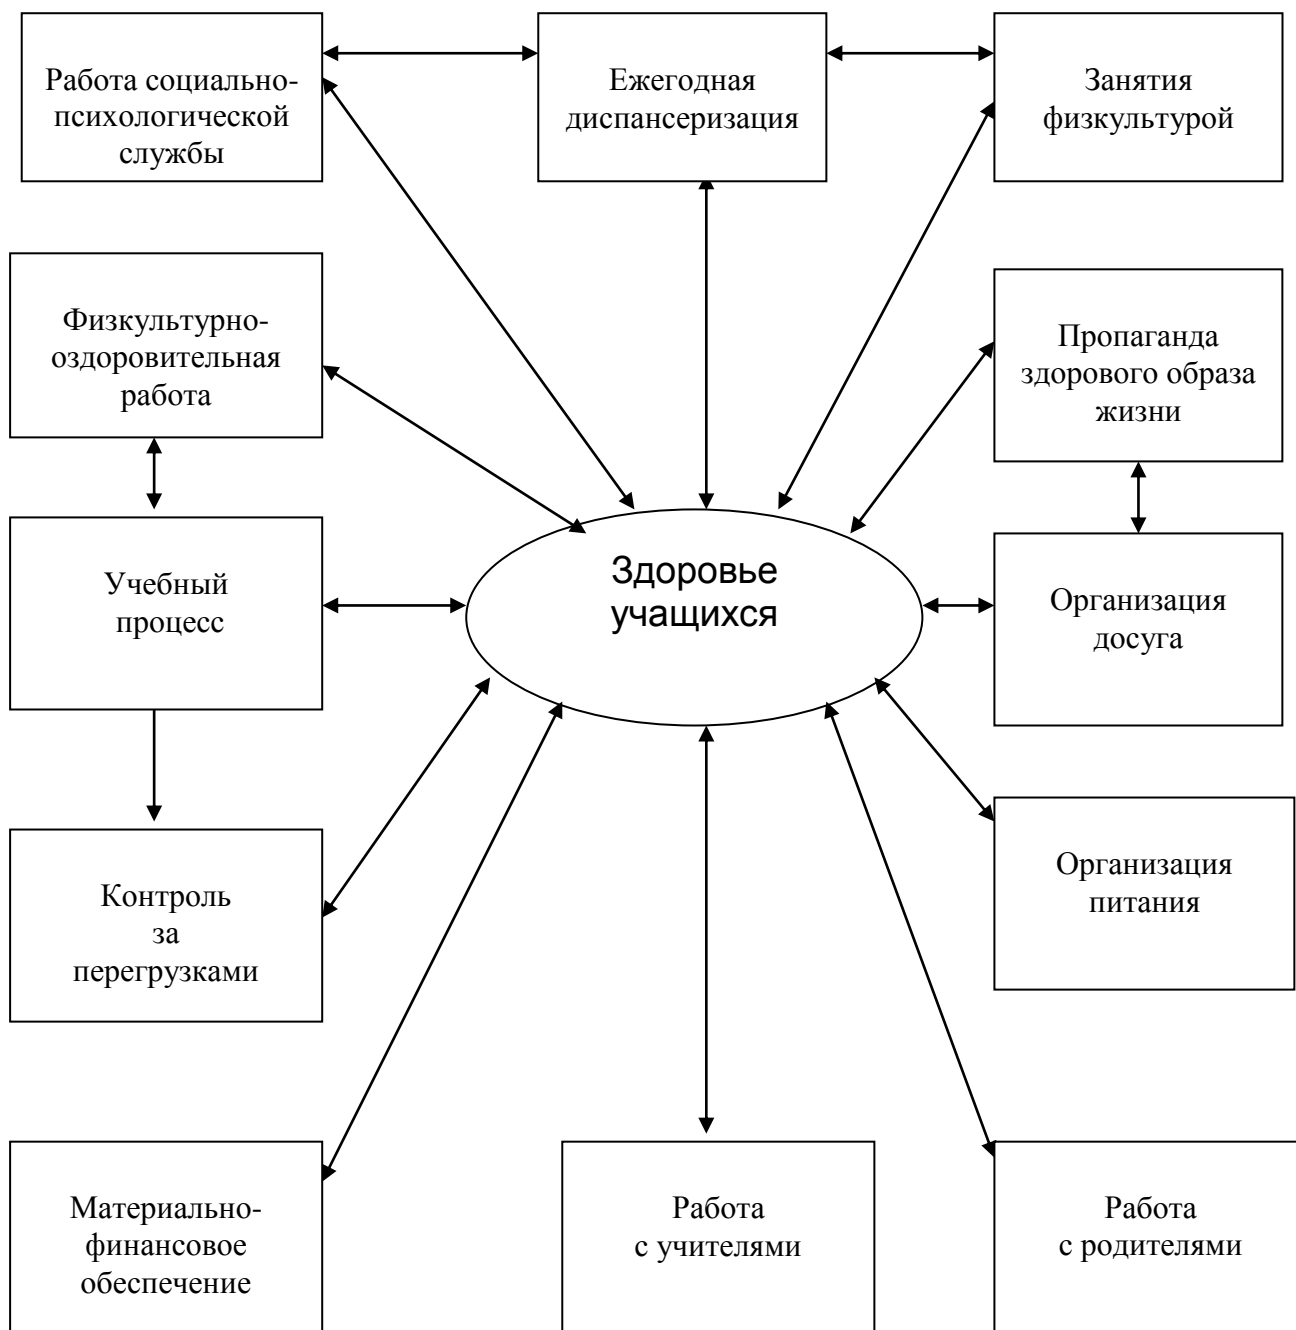 Работа социально-
психологической
службы
Ежегодная
диспансеризация
Занятия
физкультурой
Физкультурно-
оздоровительная
работа
Пропаганда
здорового образа
жизни
Здоровье
учащихся
Учебный
процесс
Организация
досуга
Контроль
за
перегрузками
Организация
питания
Материально-
финансовое
обеспечение
Работа
с учителями
Работа
с родителями